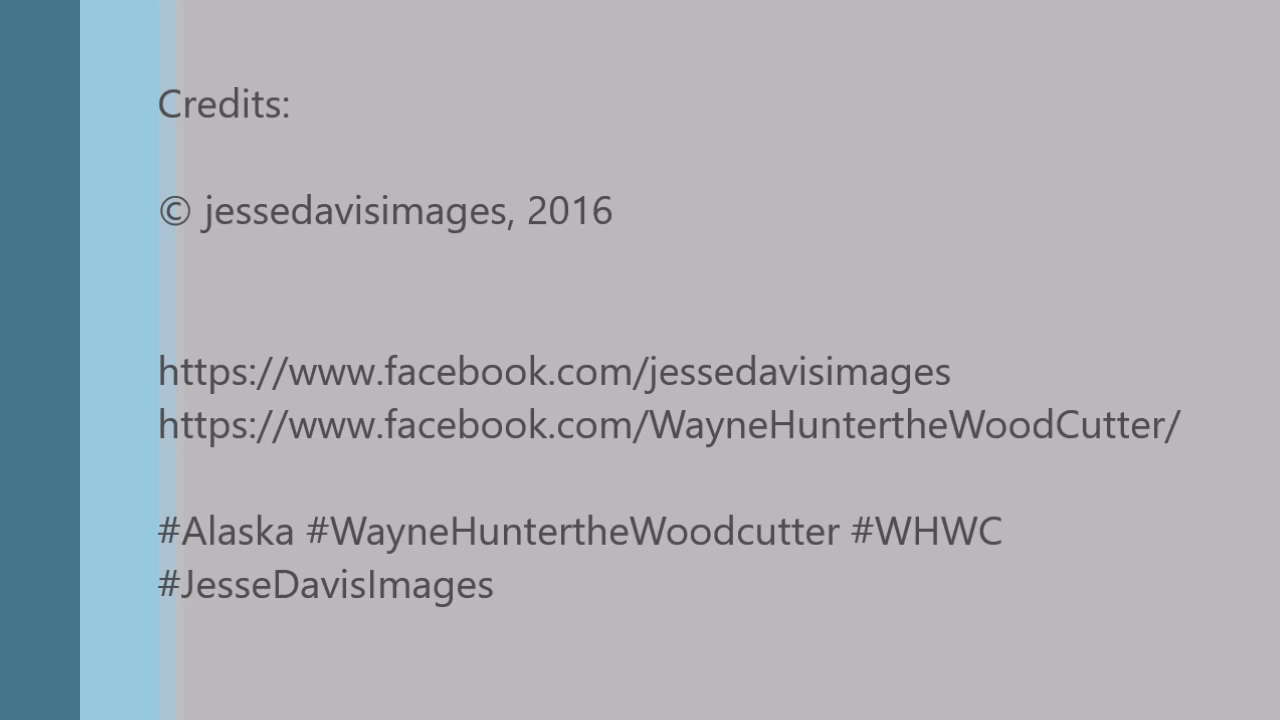 Credits:
© jessedavisimages, 2016
https://www.facebook.com/jessedavisimages
https://www.facebook.com/WayneHuntertheWoodCutter/
#Alaska #WayneHuntertheWoodcutter #WHWC
#JesseDavisImages